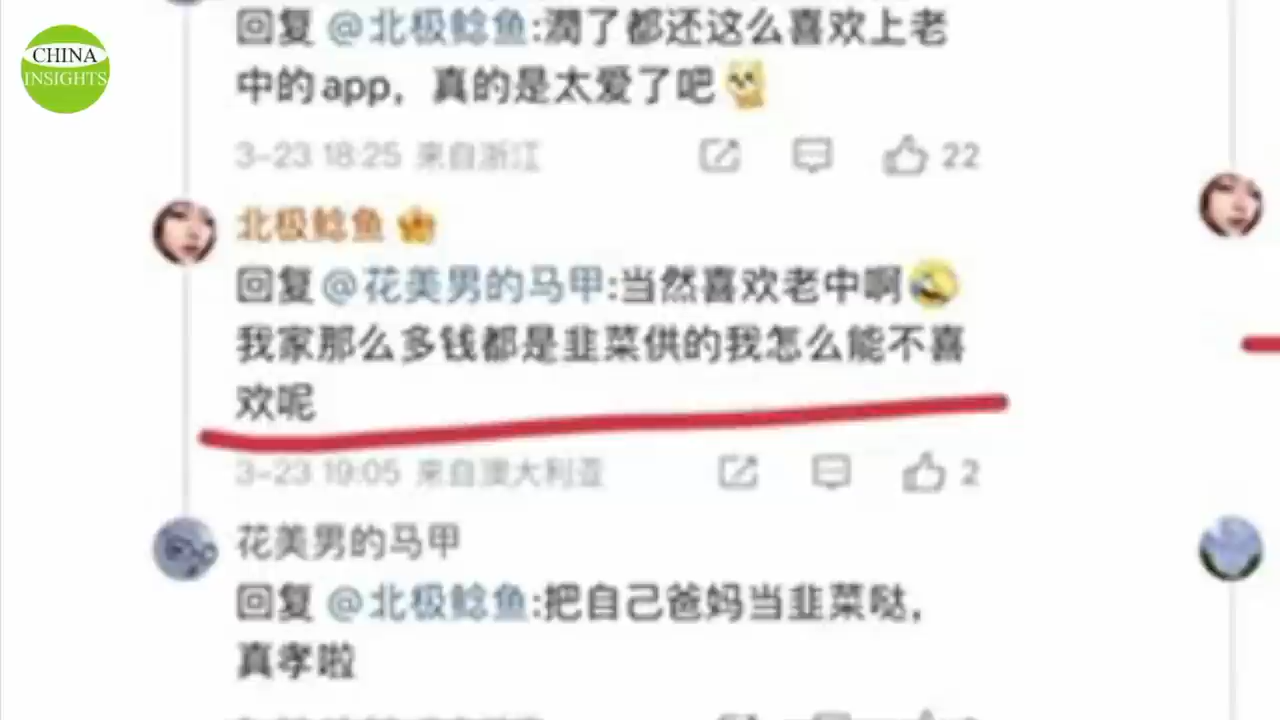 CHINA
INSIGHTS
回复 @北极鲶鱼:潤了都还这么喜欢上老
中的app，真的是太爱了吧
3-23 18:25 来自浙江
22
北极鲶鱼
回复 @花美男的马甲:当然喜欢老中啊
我家那么多钱都是韭菜供的我怎么能不喜
欢呢
3-23 19:05 来自澳大利亚
2
花美男的马甲
回复 @北极鲶鱼:把自己爸妈当韭菜哒，
真孝啦